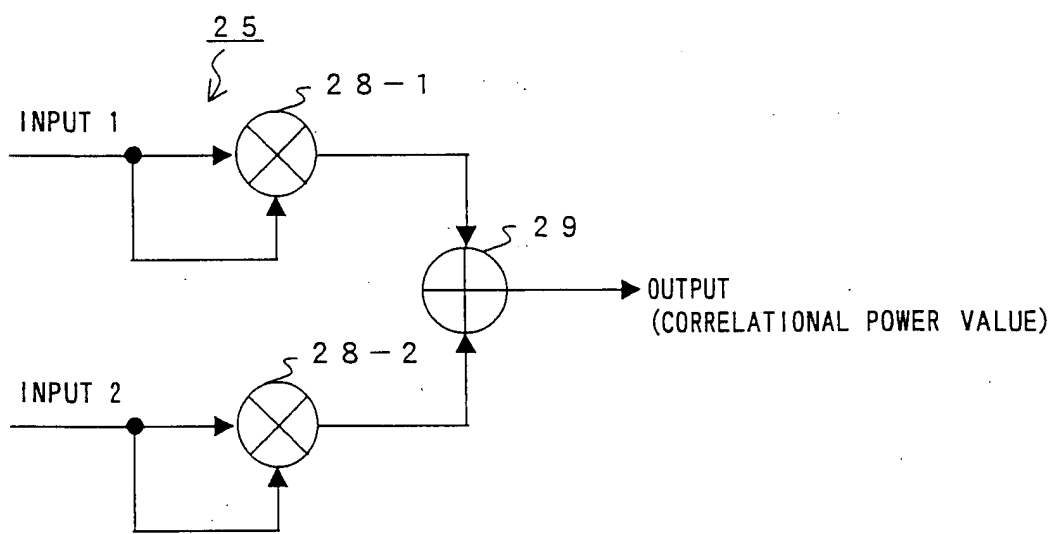 25
28-1
INPUT 1
29
OUTPUT
(CORRELATIONAL POWER VALUE)
28-2
INPUT 2